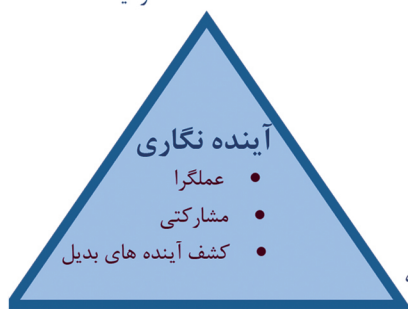 آینده نگاری
• عملگرا
• مشارکتی
• کشف آینده های بدیل